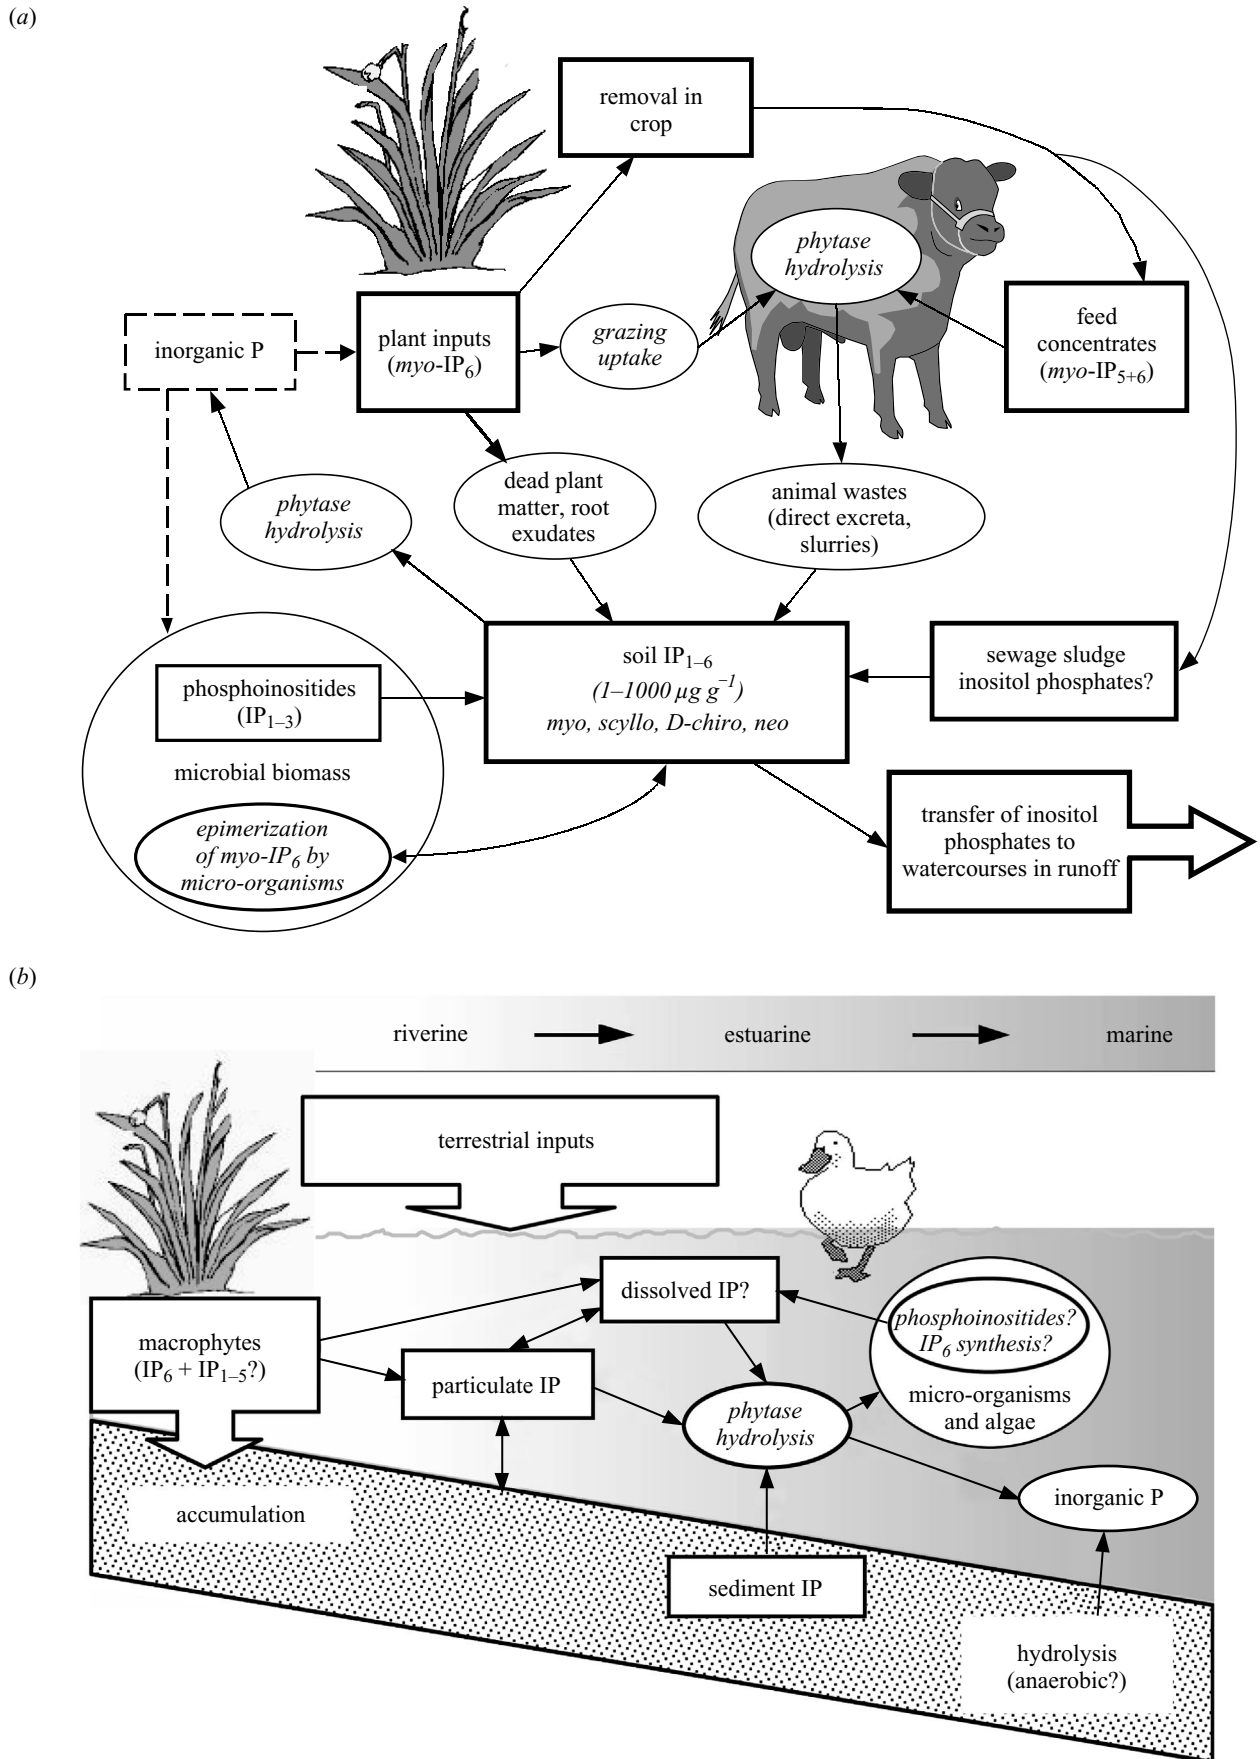 (a)
removal in
crop
phytase
hydrolysis
feed
concentrates
(myo-IP5+6)
inorganic P
plant inputs
(myo-IP6)
grazing
uptake
phytase
hydrolysis
dead plant
matter, root
exudates
animal wastes
(direct excreta,
slurries)
phosphoinositides
(IP1–3)
microbial biomass
epimerization
of myo-IP6 by
micro-organisms
soil IP1–6
(1–1000 µg g–1)
myo, scyllo, D-chiro, neo
sewage sludge
inositol phosphates?
transfer of inositol
phosphates to
watercourses in runoff
(b)
riverine
estuarine
marine
terrestrial inputs
dissolved IP?
phosphoinositides?
IP6 synthesis?
micro-organisms
and algae
macrophytes
(IP6 + IP1–5?)
particulate IP
phytase
hydrolysis
inorganic P
accumulation
sediment IP
hydrolysis
(anaerobic?)